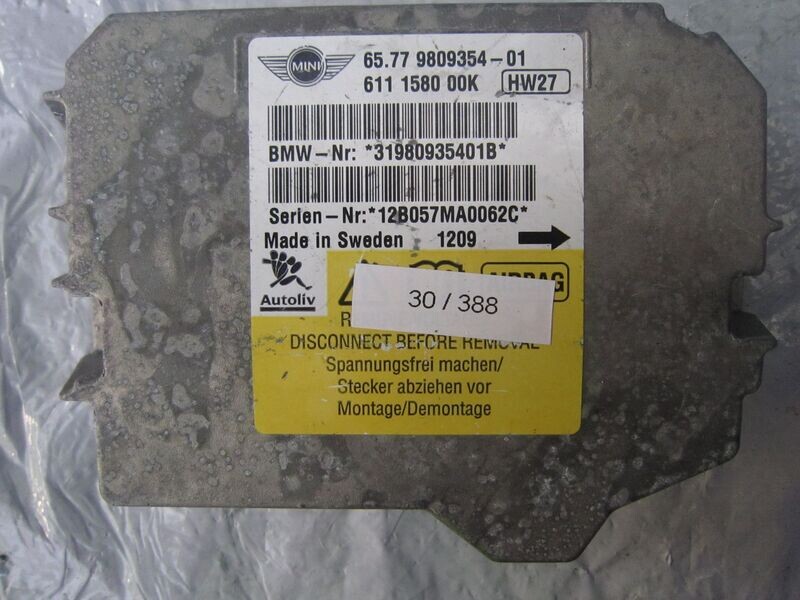 MINI
65.77 9809354-01
611 1580 00K HW27
BMW-Nr: *31980935401B*
Serien-Nr:*12B057MA0062C*
Made in Sweden 1209
Autoliv
30 / 388
DISCONNECT BEFORE REMOVAL
Spannungsfrei machen/
Stecker abziehen vor
Montage/Demontage